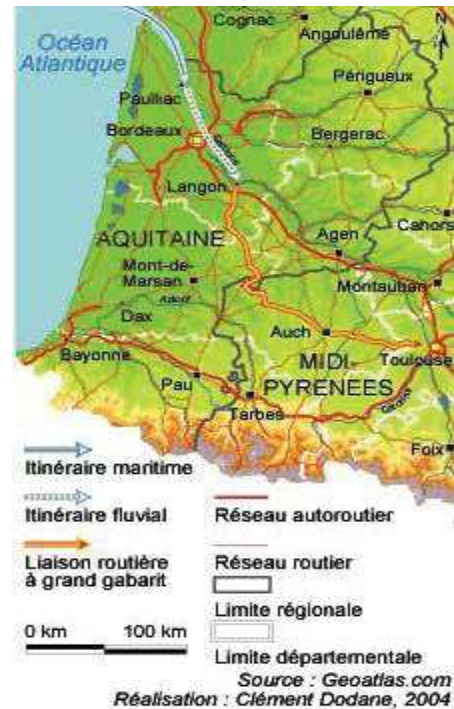 Cognac
Angoulême
N
Océan
Atlantique
Périgueux
Pauillac
Bordeaux
Bergerac
Langon
Cahors
AQUITAINE
Agen
Mont-de-
Marsan
Montauban
Adour
Dax
Auch
Bayonne
MIDI-
PYRENEES
Toulouse
Pau
Tarbes
Foix
Itinéraire maritime
Itinéraire fluvial
Réseau autoroutier
Liaison routière
à grand gabarit
Réseau routier
Limite régionale
0 km 100 km
Limite départementale
Source : Geoatlas.com
Réalisation : Clément Dodane, 2004